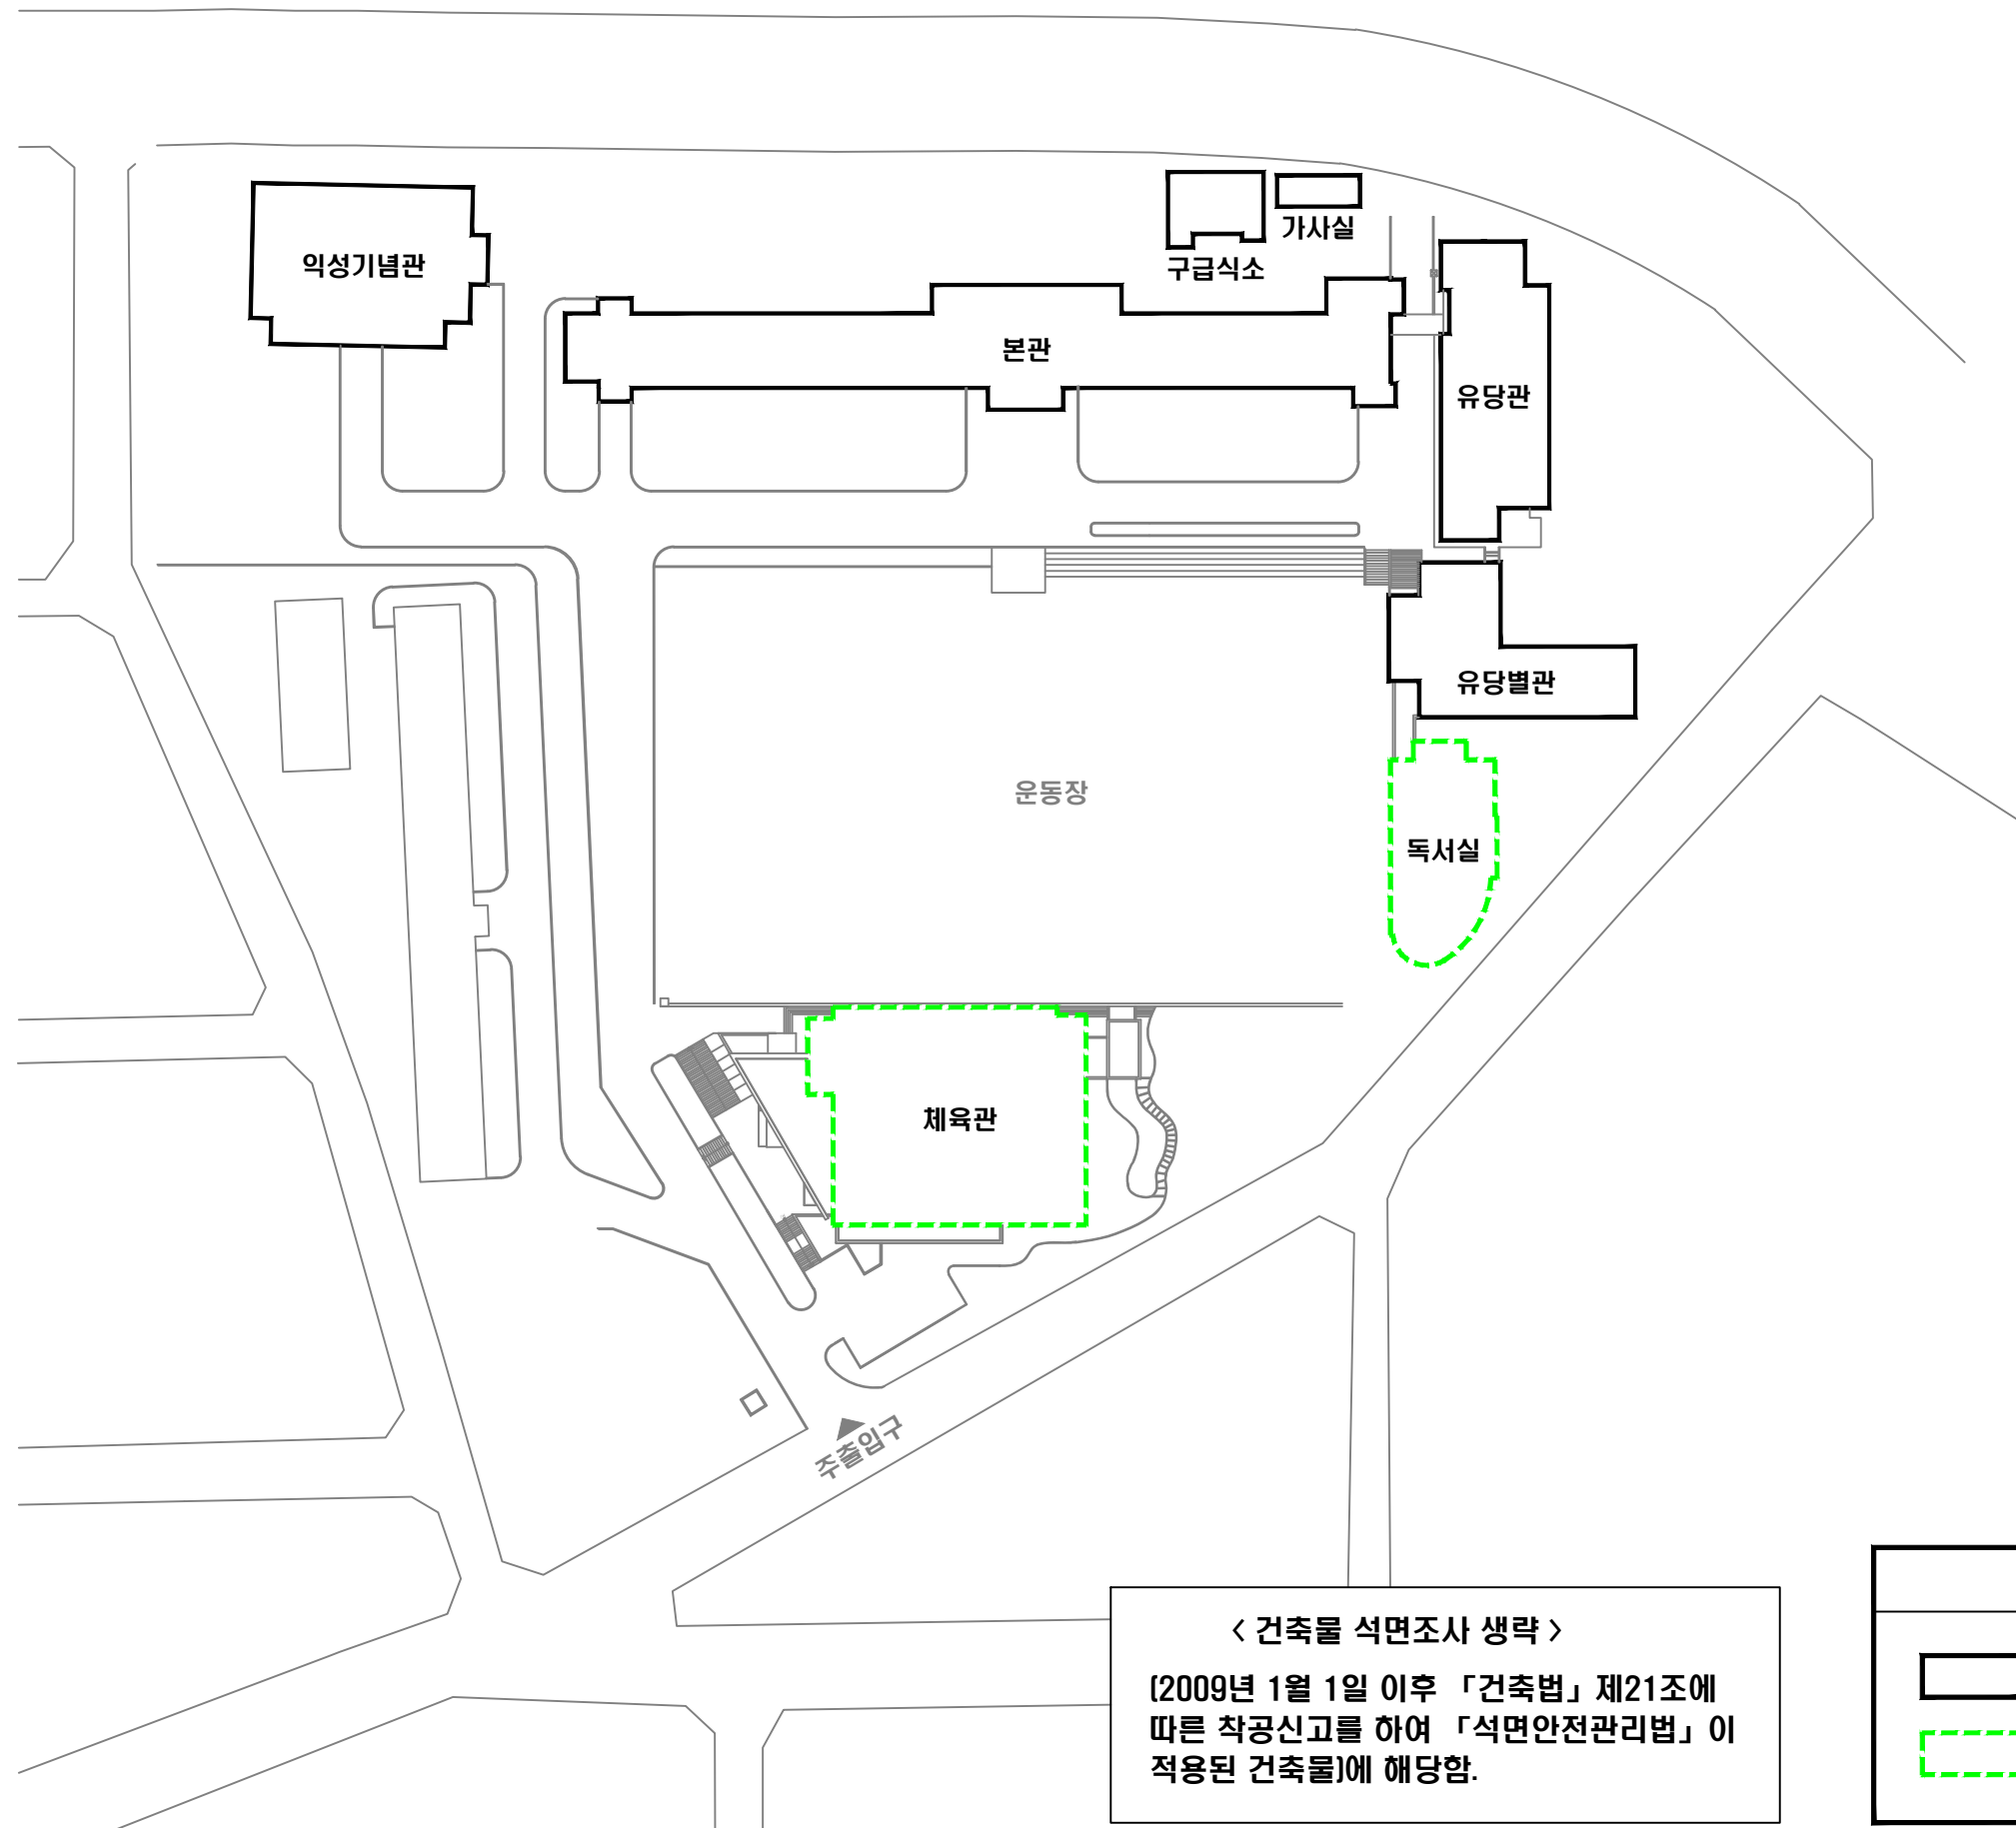 가사실
익성기념관
구급식소
본관
유당관
유당별관
운동장
독서실
체육관
주출입구
< 건축물 석면조사 생략 >
(2009년 1월 1일 이후 「건축법」제21조에
따른 착공신고를 하여 「석면안전관리법」이
적용된 건축물)에 해당함.